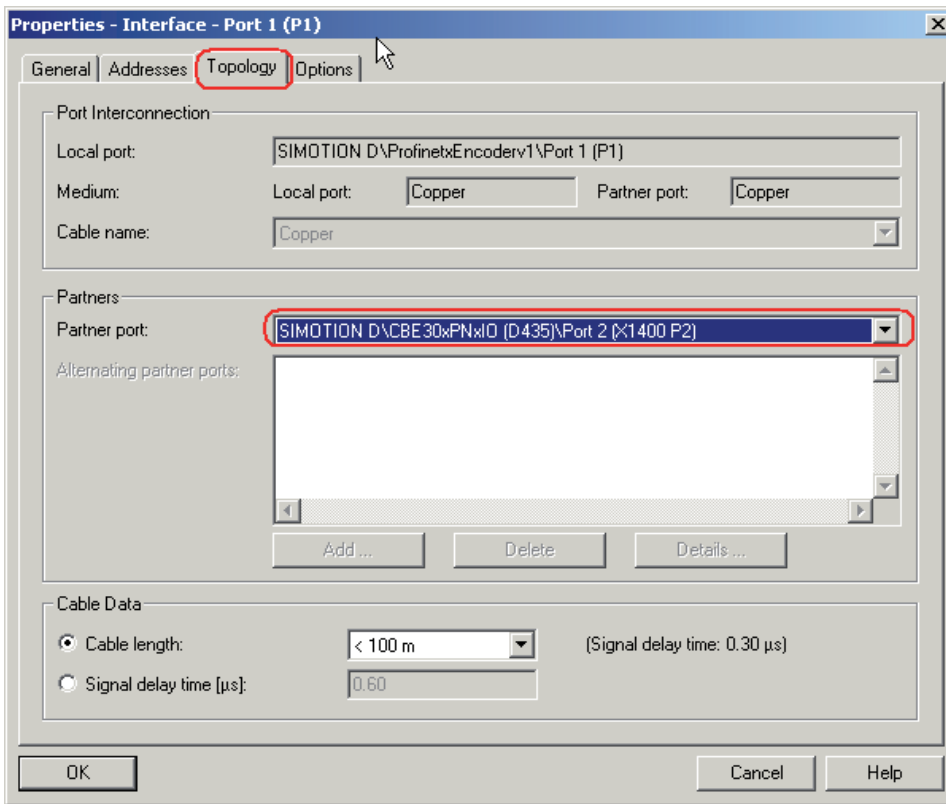 Properties - Interface - Port 1 (P1)
General Addresses Topology Options
Port Interconnection
Local port: SIMOTION D\ProfinetxEncoderv1\Port 1 (P1)
Medium: Local port: Copper Partner port: Copper
Cable name: Copper
Partners
Partner port: SIMOTION D\CBE30xPNxIO (D435)\Port 2 (X1400 P2)
Alternating partner ports:
Add ... Delete Details ...
Cable Data
Cable length: < 100 m (Signal delay time: 0.30 µs)
Signal delay time [µs]: 0.60
OK Cancel Help